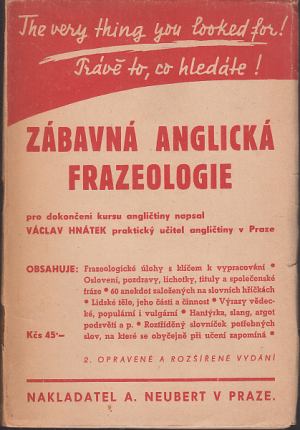 The very thing you looked for!
Právě to, co hledáte!
ZÁBAVNÁ ANGLICKÁ
FRAZEOLOGIE
pro dokončení kursu angličtiny napsal
VÁCLAV HNÁTEK praktický učitel angličtiny v Praze
OBSAHUJE: Frazeologické úlohy s klíčem k vypracování •
Oslovení, pozdravy, lichotky, tituly a společenské
fráze • 60 anekdot založených na slovních hříčkách
• Lidské tělo, jeho části a činnost • Výrazy vědec-
ké, populární i vulgární • Hantýrka, slang, argot
podsvětí a p. • Roztříděný slovníček potřebných
slov, na které se obyčejně při učení zapomíná •
Kčs 45·–
2. OPRAVENÉ A ROZŠÍŘENÉ VYDÁNÍ
NAKLADATEL A. NEUBERT V PRAZE.